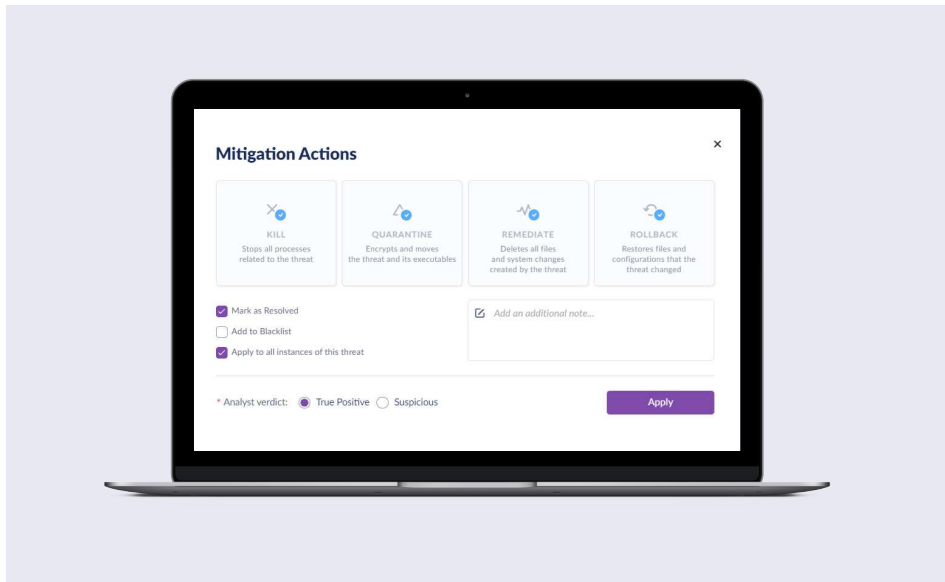 Mitigation Actions
KILL
Stops all processes
related to the threat
QUARANTINE
Encrypts and moves
the threat and its executables
REMEDIATE
Deletes all files
and system changes
created by the threat
ROLLBACK
Restores files and
configurations that the
threat changed
Mark as Resolved
Add to Blacklist
Apply to all instances of this threat
Add an additional note...
* Analyst verdict: True Positive Suspicious
Apply